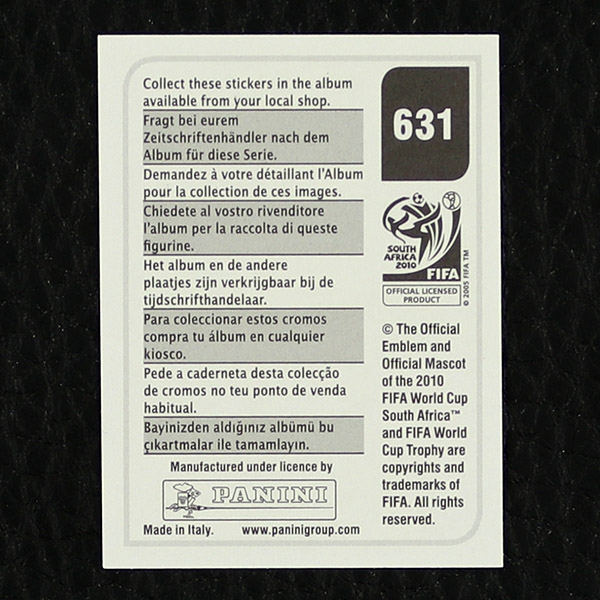 Collect these stickers in the album
available from your local shop.
Fragt bei eurem
Zeitschriftenhändler nach dem
Album für diese Serie.
Demandez à votre détaillant l'Album
pour la collection de ces images.
Chiedete al vostro rivenditore
l'album per la raccolta di queste
figurine.
Het album en de andere
plaatjes zijn verkrijgbaar bij de
tijdschrifthandelaar.
Para coleccionar estos cromos
compra tu álbum en cualquier
kiosco.
Pede a caderneta desta colecção
de cromos no teu ponto de venda
habitual.
Bayinizden aldığınız albümü bu
çıkartmalar ile tamamlayın.
Manufactured under licence by
PANINI
Made in Italy. www.paninigroup.com
631
SOUTH
AFRICA
2010
FIFA
© 2005 FIFA TM
OFFICIAL LICENSED
PRODUCT
© The Official
Emblem and
Official Mascot
of the 2010
FIFA World Cup
South Africa™
and FIFA World
Cup Trophy are
copyrights and
trademarks of
FIFA. All rights
reserved.